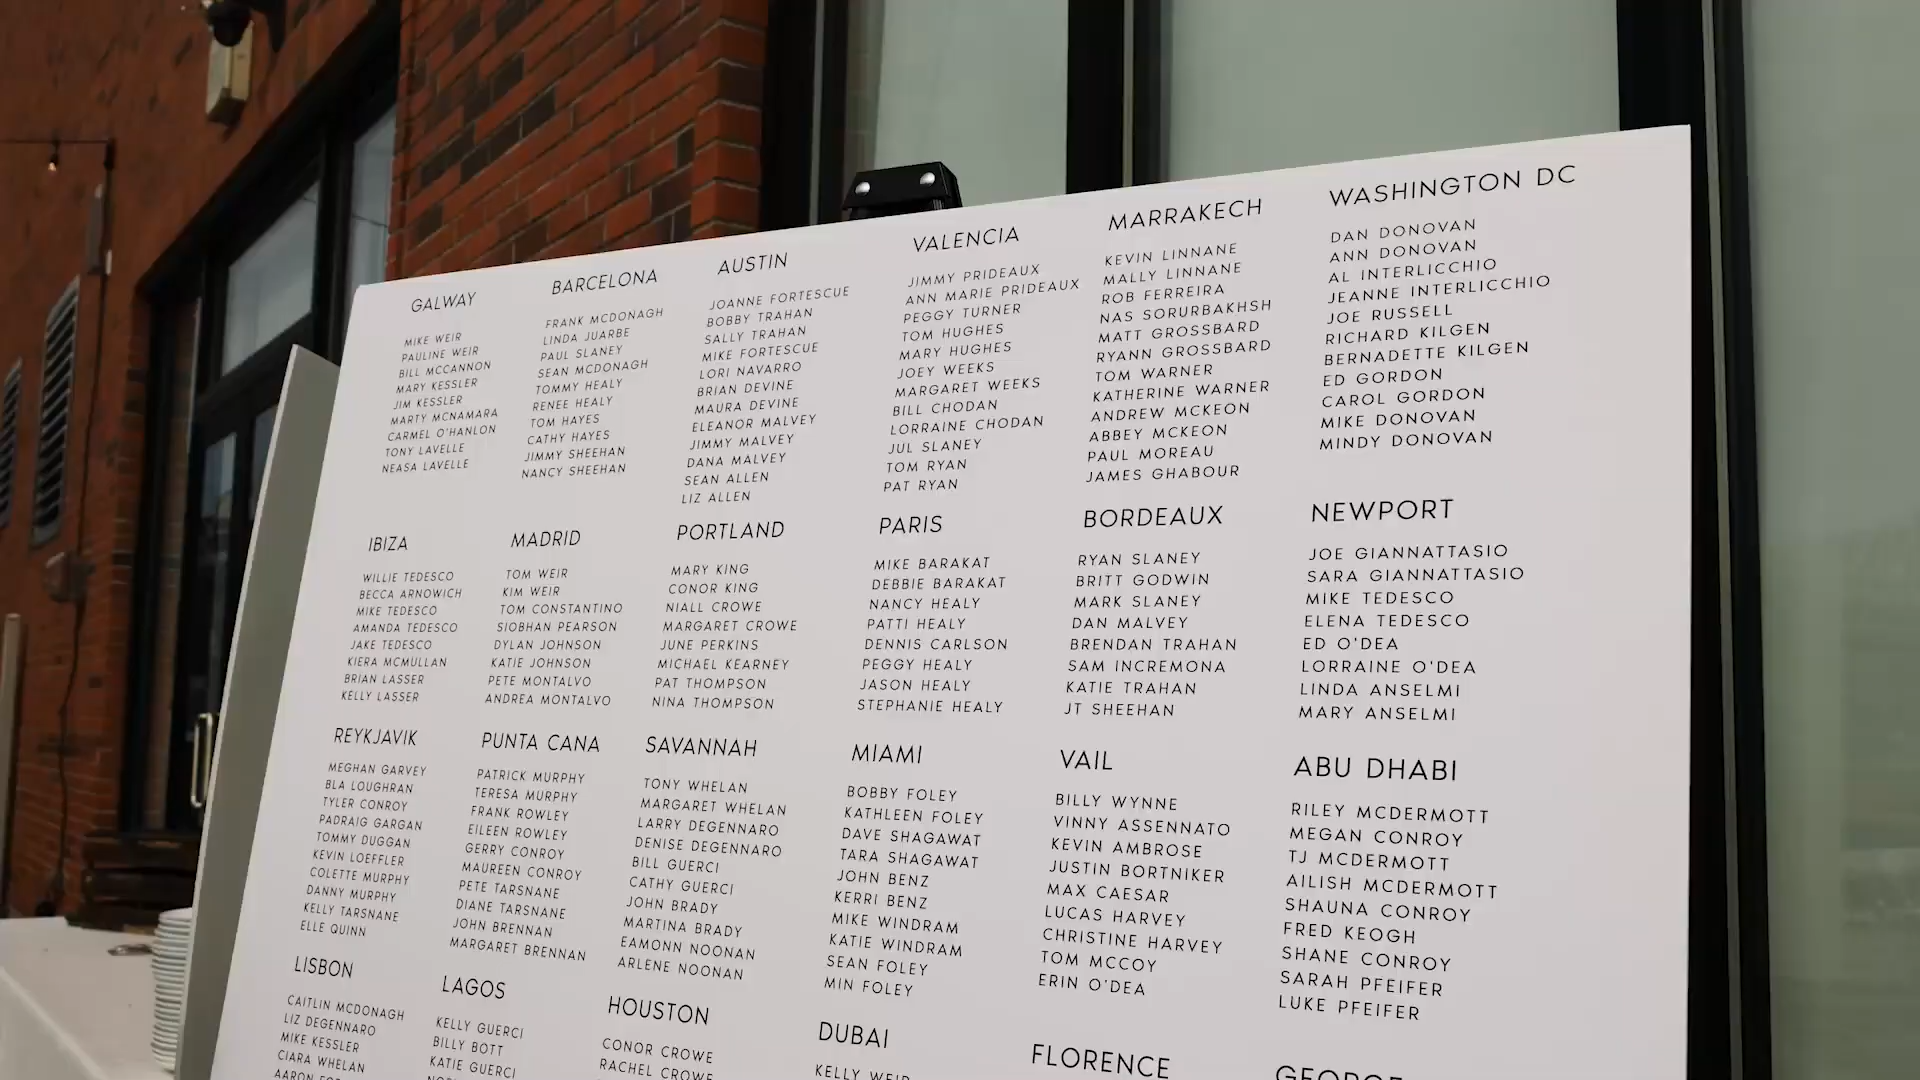 GALWAY
MIKE WEIR
PAULINE WEIR
BILL MCCANNON
MARY KESSLER
JIM KESSLER
MARTY MCNAMARA
CARMEL O'HANLON
TONY LAVELLE
NEASA LAVELLE
BARCELONA
FRANK MCDONAGH
LINDA JUARBE
PAUL SLANEY
SEAN MCDONAGH
TOMMY HEALY
RENEE HEALY
TOM HAYES
CATHY HAYES
JIMMY SHEEHAN
NANCY SHEEHAN
AUSTIN
JOANNE FORTESCUE
BOBBY TRAHAN
SALLY TRAHAN
MIKE FORTESCUE
LORI NAVARRO
BRIAN DEVINE
MAURA DEVINE
ELEANOR MALVEY
JIMMY MALVEY
DANA MALVEY
SEAN ALLEN
LIZ ALLEN
VALENCIA
JIMMY PRIDEAUX
ANN MARIE PRIDEAUX
PEGGY TURNER
TOM HUGHES
MARY HUGHES
JOEY WEEKS
MARGARET WEEKS
BILL CHODAN
LORRAINE CHODAN
JUL SLANEY
TOM RYAN
PAT RYAN
MARRAKECH
KEVIN LINNANE
MALLY LINNANE
ROB FERREIRA
NAS SORURBAKHSH
MATT GROSSBARD
RYANN GROSSBARD
TOM WARNER
KATHERINE WARNER
ANDREW MCKEON
ABBEY MCKEON
PAUL MOREAU
JAMES GHABOUR
WASHINGTON DC
DAN DONOVAN
ANN DONOVAN
AL INTERLICCHIO
JEANNE INTERLICCHIO
JOE RUSSELL
RICHARD KILGEN
BERNADETTE KILGEN
ED GORDON
CAROL GORDON
MIKE DONOVAN
MINDY DONOVAN
IBIZA
WILLIE TEDESCO
BECCA ARNOWICH
MIKE TEDESCO
AMANDA TEDESCO
JAKE TEDESCO
KIERA MCMULLAN
BRIAN LASSER
KELLY LASSER
MADRID
TOM WEIR
KIM WEIR
TOM CONSTANTINO
SIOBHAN PEARSON
DYLAN JOHNSON
KATIE JOHNSON
PETE MONTALVO
ANDREA MONTALVO
PORTLAND
MARY KING
CONOR KING
NIALL CROWE
MARGARET CROWE
JUNE PERKINS
MICHAEL KEARNEY
PAT THOMPSON
NINA THOMPSON
PARIS
MIKE BARAKAT
DEBBIE BARAKAT
NANCY HEALY
PATTI HEALY
DENNIS CARLSON
PEGGY HEALY
JASON HEALY
STEPHANIE HEALY
BORDEAUX
RYAN SLANEY
BRITT GODWIN
MARK SLANEY
DAN MALVEY
BRENDAN TRAHAN
SAM INCREMONA
KATIE TRAHAN
JT SHEEHAN
NEWPORT
JOE GIANNATTASIO
SARA GIANNATTASIO
MIKE TEDESCO
ELENA TEDESCO
ED O'DEA
LORRAINE O'DEA
LINDA ANSELMI
MARY ANSELMI
REYKJAVIK
MEGHAN GARVEY
BLA LOUGHRAN
TYLER CONROY
PADRAIG GARGAN
TOMMY DUGGAN
KEVIN LOEFFLER
COLETTE MURPHY
DANNY MURPHY
KELLY TARSNANE
ELLE QUINN
PUNTA CANA
PATRICK MURPHY
TERESA MURPHY
FRANK ROWLEY
EILEEN ROWLEY
GERRY CONROY
MAUREEN CONROY
PETE TARSNANE
DIANE TARSNANE
JOHN BRENNAN
MARGARET BRENNAN
SAVANNAH
TONY WHELAN
MARGARET WHELAN
LARRY DEGENNARO
DENISE DEGENNARO
BILL GUERCI
CATHY GUERCI
JOHN BRADY
MARTINA BRADY
EAMONN NOONAN
ARLENE NOONAN
MIAMI
BOBBY FOLEY
KATHLEEN FOLEY
DAVE SHAGAWAT
TARA SHAGAWAT
JOHN BENZ
KERRI BENZ
MIKE WINDRAM
KATIE WINDRAM
SEAN FOLEY
MIN FOLEY
VAIL
BILLY WYNNE
VINNY ASSENNATO
KEVIN AMBROSE
JUSTIN BORTNIKER
MAX CAESAR
LUCAS HARVEY
CHRISTINE HARVEY
TOM MCCOY
ERIN O'DEA
ABU DHABI
RILEY MCDERMOTT
MEGAN CONROY
TJ MCDERMOTT
AILISH MCDERMOTT
SHAUNA CONROY
FRED KEOGH
SHANE CONROY
SARAH PFEIFER
LUKE PFEIFER
LISBON
CAITLIN MCDONAGH
LIZ DEGENNARO
MIKE KESSLER
CIARA WHELAN
AARON
LAGOS
KELLY GUERCI
BILLY BOTT
KATIE GUERCI
HOUSTON
CONOR CROWE
RACHEL CROWE
DUBAI
KELLY WEIR
FLORENCE